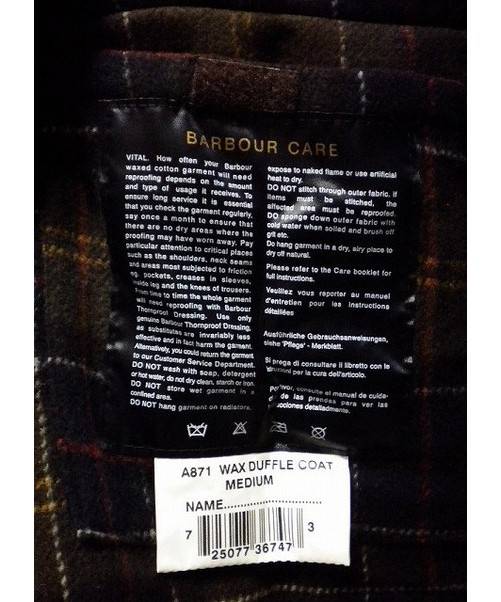 BARBOUR CARE
VITAL. How often your Barbour
waxed cotton garment will need
reproofing depends on the amount
and type of usage it receives. To
ensure long service it is essential
that you check the garment regularly,
say once a month to ensure that
there are no dry areas where the
proofing may have worn away. Pay
particular attention to critical places
such as the shoulders, neck seams
and areas most subjected to friction
eg. pockets, creases in sleeves,
inside leg and the knees of trousers.
From time to time the whole garment
will need reproofing with Barbour
Thornproof Dressing. Use only
genuine Barbour Thornproof Dressing,
as substitutes are invariably less
effective and in fact harm the garment.
Alternatively, you could return the garment
to our Customer Service Department.
DO NOT wash with soap, detergent
or hot water, do not dry clean, starch or iron.
DO NOT store wet garment in a
confined area.
DO NOT hang garment on radiators,
expose to naked flame or use artificial
heat to dry.
DO NOT stitch through outer fabric. If
items must be stitched, the
affected area must be reproofed.
DO sponge down outer fabric with
cold water when soiled and brush off
grit etc.
Do hang garment in a dry, airy place to
dry off natural.
Please refer to the Care booklet for
full instructions.
Veuillez vous reporter au manuel
d'entretien pour les instructions
détaillées
Ausführliche Gebrauchsanweisungen,
siehe 'Pflege' - Merkblatt.
Si prega di consultare il libretto con le
istruzioni per la cura dell'articolo.
Por favor, consulte el manual de cuida-
de las prendas para ver las
detalladamente.
A871 WAX DUFFLE COAT
MEDIUM
NAME..............................
7 25077 36747 3